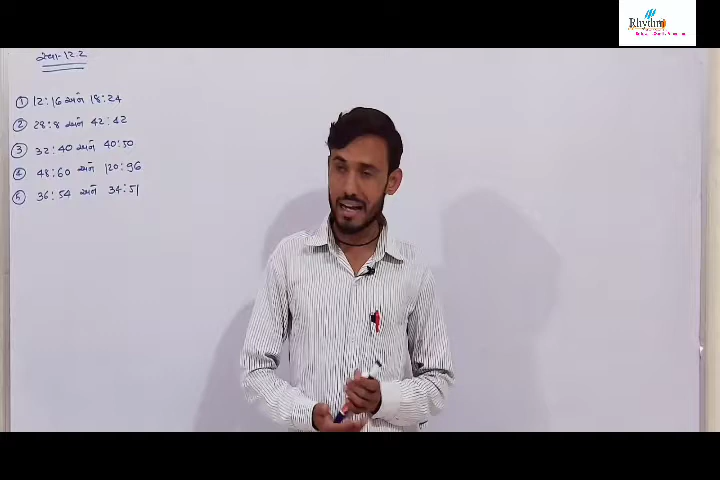 Rhythm
સ્વા-12.2
① 12:16 અને 18:24
② 28:8 અને 42:42
③ 32:40 અને 40:50
④ 48:60 અને 120:96
⑤ 36:54 અને 34:51